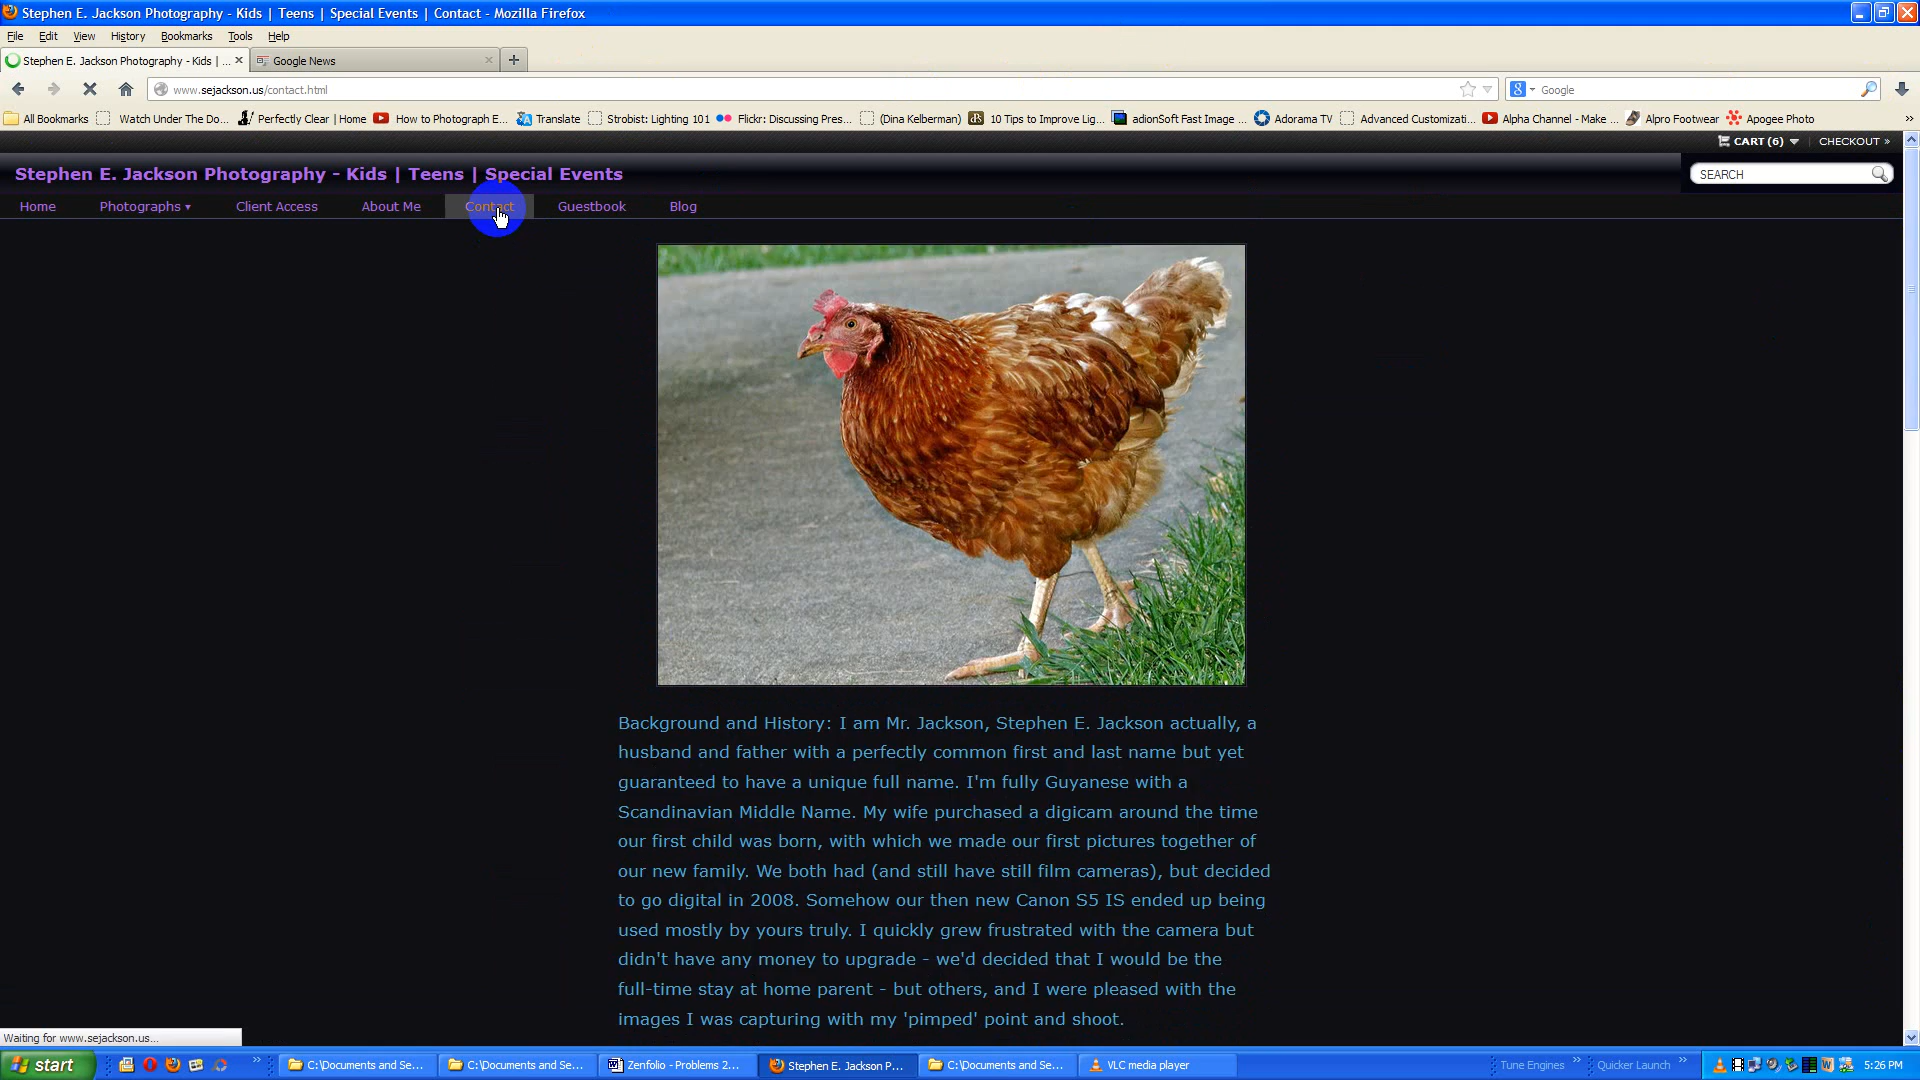 Stephen E. Jackson Photography - Kids | Teens | Special Events | Contact - Mozilla Firefox
File Edit View History Bookmarks Tools Help
Stephen E. Jackson Photography - Kids | ... Google News
www.sejackson.us/contact.html Google
All Bookmarks Watch Under The Do... Perfectly Clear | Home How to Photograph E... Translate Strobist: Lighting 101 Flickr: Discussing Pres... (Dina Kelberman) 10 Tips to Improve Lig... adionSoft Fast Image ... Adorama TV Advanced Customizati... Alpha Channel - Make ... Alpro Footwear Apogee Photo
CART (6) CHECKOUT »
Stephen E. Jackson Photography - Kids | Teens | Special Events
SEARCH
Home Photographs Client Access About Me Contact Guestbook Blog
Background and History: I am Mr. Jackson, Stephen E. Jackson actually, a
husband and father with a perfectly common first and last name but yet
guaranteed to have a unique full name. I'm fully Guyanese with a
Scandinavian Middle Name. My wife purchased a digicam around the time
our first child was born, with which we made our first pictures together of
our new family. We both had (and still have still film cameras), but decided
to go digital in 2008. Somehow our then new Canon S5 IS ended up being
used mostly by yours truly. I quickly grew frustrated with the camera but
didn't have any money to upgrade - we'd decided that I would be the
full-time stay at home parent - but others, and I were pleased with the
images I was capturing with my 'pimped' point and shoot.
Waiting for www.sejackson.us...
start C:\Documents and Se... C:\Documents and Se... Zenfolio - Problems 2... Stephen E. Jackson P... C:\Documents and Se... VLC media player Tune Engines Quicker Launch 5:26 PM